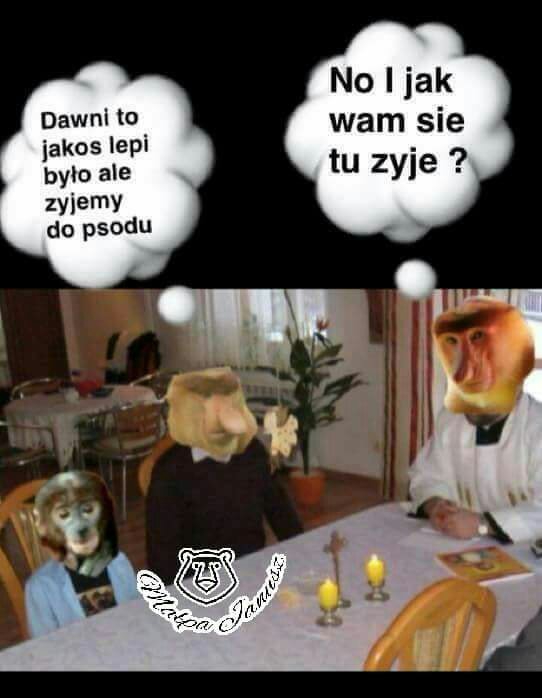 Dawni to
jakos lepi
było ale
zyjemy
do psodu
No I jak
wam sie
tu zyje ?
Małpa Janusz